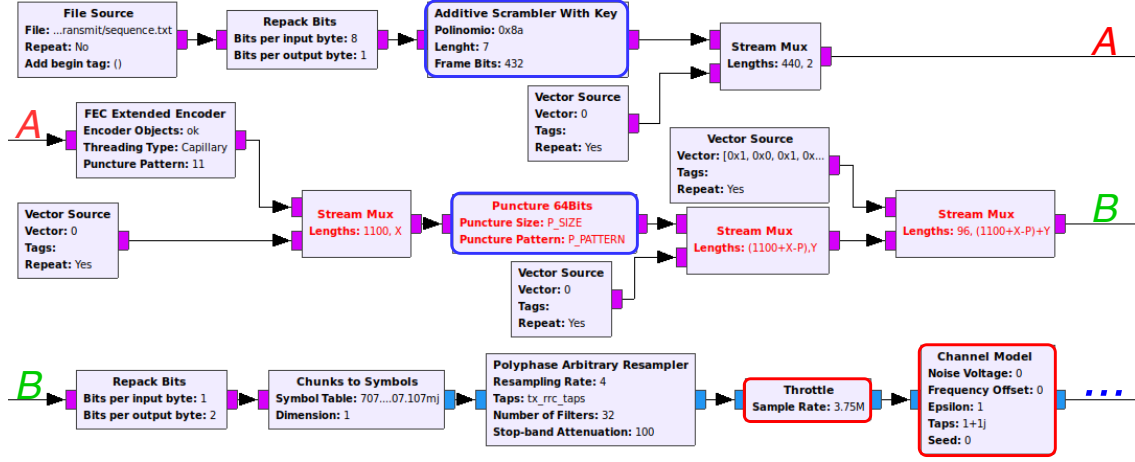 File Source
File: ...ransmit/sequence.txt
Repeat: No
Add begin tag: ()
Repack Bits
Bits per input byte: 8
Bits per output byte: 1
Additive Scrambler With Key
Polinomio: 0x8a
Lenght: 7
Frame Bits: 432
Stream Mux
Lengths: 440, 2
A
Vector Source
Vector: 0
Tags:
Repeat: Yes
A
FEC Extended Encoder
Encoder Objects: ok
Threading Type: Capillary
Puncture Pattern: 11
Vector Source
Vector: [0x1, 0x0, 0x1, 0x...
Tags:
Repeat: Yes
Vector Source
Vector: 0
Tags:
Repeat: Yes
Stream Mux
Lengths: 1100, X
Puncture 64Bits
Puncture Size: P_SIZE
Puncture Pattern: P_PATTERN
Stream Mux
Lengths: (1100+X-P),Y
Stream Mux
Lengths: 96, (1100+X-P)+Y
B
Vector Source
Vector: 0
Tags:
Repeat: Yes
B
Repack Bits
Bits per input byte: 1
Bits per output byte: 2
Chunks to Symbols
Symbol Table: 707....07.107mj
Dimension: 1
Polyphase Arbitrary Resampler
Resampling Rate: 4
Taps: tx_rrc_taps
Number of Filters: 32
Stop-band Attenuation: 100
Throttle
Sample Rate: 3.75M
Channel Model
Noise Voltage: 0
Frequency Offset: 0
Epsilon: 1
Taps: 1+1j
Seed: 0
...